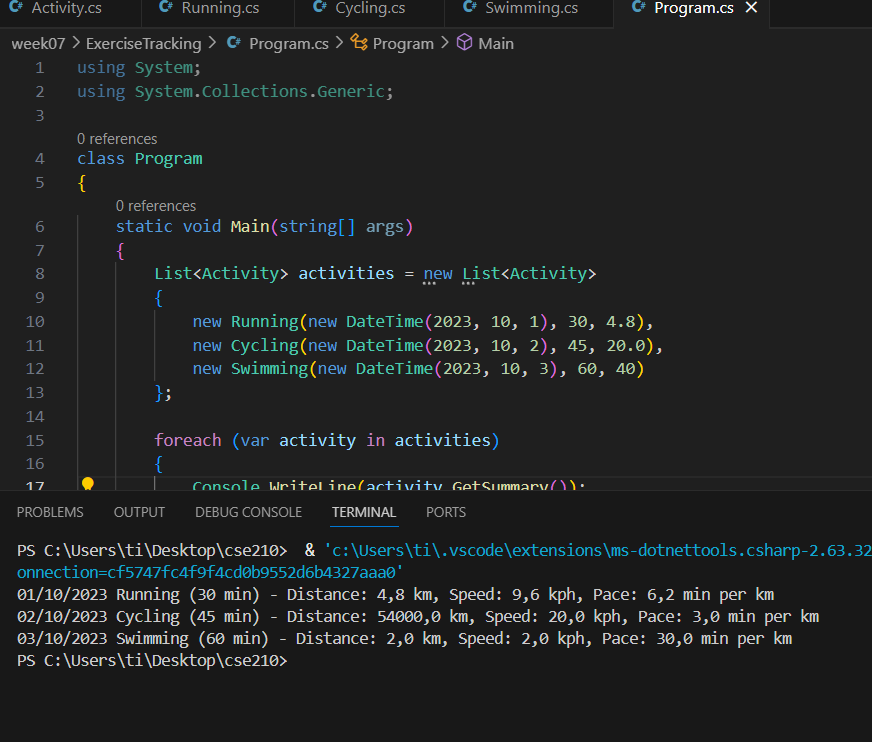 Activity.cs Running.cs Cycling.cs Swimming.cs Program.cs
week07 > ExerciseTracking > Program.cs > Program > Main
1 using System;
2 using System.Collections.Generic;
3
0 references
4 class Program
5 {
0 references
6 static void Main(string[] args)
7 {
8 List<Activity> activities = new List<Activity>
9 {
10 new Running(new DateTime(2023, 10, 1), 30, 4.8),
11 new Cycling(new DateTime(2023, 10, 2), 45, 20.0),
12 new Swimming(new DateTime(2023, 10, 3), 60, 40)
13 };
14
15 foreach (var activity in activities)
16 {
17 Console.WriteLine(activity.GetSummary());
PROBLEMS OUTPUT DEBUG CONSOLE TERMINAL PORTS
PS C:\Users\ti\Desktop\cse210> & 'c:\Users\ti\.vscode\extensions\ms-dotnettools.csharp-2.63.32
onnection=cf5747fc4f9f4cd0b9552d6b4327aaa0'
01/10/2023 Running (30 min) - Distance: 4,8 km, Speed: 9,6 kph, Pace: 6,2 min per km
02/10/2023 Cycling (45 min) - Distance: 54000,0 km, Speed: 20,0 kph, Pace: 3,0 min per km
03/10/2023 Swimming (60 min) - Distance: 2,0 km, Speed: 2,0 kph, Pace: 30,0 min per km
PS C:\Users\ti\Desktop\cse210>